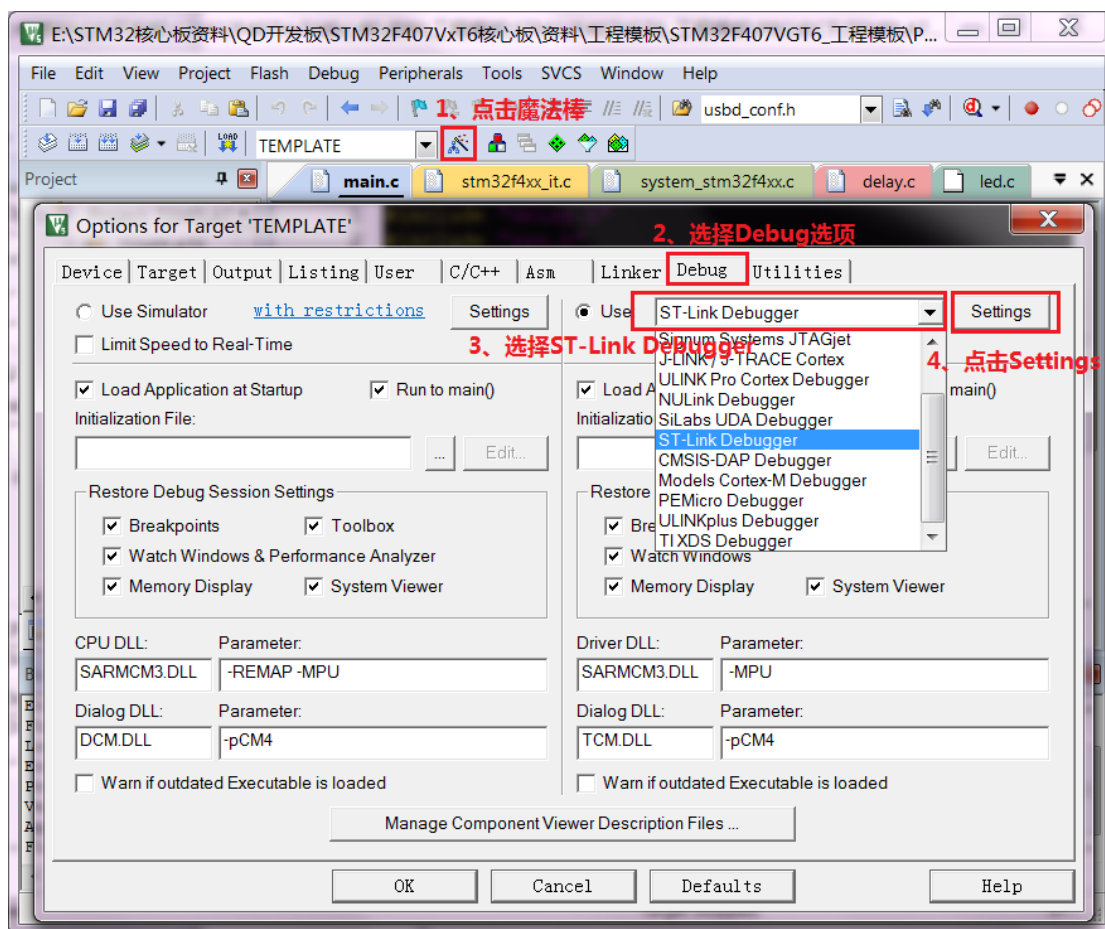 E:\STM32核心板资料\QD开发板\STM32F407VxT6核心板\资料\工程模板\STM32F407VGT6_工程模板\P...
File Edit View Project Flash Debug Peripherals Tools SVCS Window Help
1、点击魔法棒
usbd_conf.h
LOAD
TEMPLATE
Project
main.c
stm32f4xx_it.c
system_stm32f4xx.c
delay.c
led.c
Options for Target 'TEMPLATE'
2、选择Debug选项
Device Target Output Listing User C/C++ Asm Linker Debug Utilities
Use Simulator with restrictions Settings
Use ST-Link Debugger Settings
Limit Speed to Real-Time
3、选择ST-Link Debugger
4、点击Settings
Signum Systems JTAGjet
J-LINK / J-TRACE Cortex
ULINK Pro Cortex Debugger
NULink Debugger
SiLabs UDA Debugger
ST-Link Debugger
CMSIS-DAP Debugger
Models Cortex-M Debugger
PEMicro Debugger
ULINKplus Debugger
TI XDS Debugger
Load Application at Startup Run to main()
Load A main()
Initialization File:
Initializatio
... Edit...
Edit...
Restore Debug Session Settings
Breakpoints Toolbox
Watch Windows & Performance Analyzer
Memory Display System Viewer
Restore
Bre
Watch Windows
Memory Display System Viewer
CPU DLL: Parameter:
SARMCM3.DLL -REMAP -MPU
Dialog DLL: Parameter:
DCM.DLL -pCM4
Warn if outdated Executable is loaded
Driver DLL: Parameter:
SARMCM3.DLL -MPU
Dialog DLL: Parameter:
TCM.DLL -pCM4
Warn if outdated Executable is loaded
Manage Component Viewer Description Files ...
OK Cancel Defaults Help